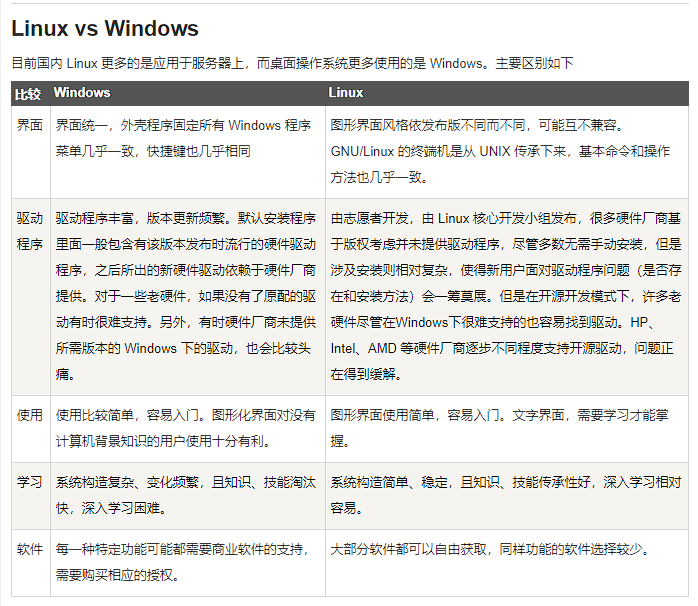 Linux vs Windows
目前国内 Linux 更多的是应用于服务器上，而桌面操作系统更多使用的是 Windows。主要区别如下
比较 Windows Linux
界面 界面统一，外壳程序固定所有 Windows 程序 图形界面风格依发布版不同而不同，可能互不兼容。
菜单几乎一致，快捷键也几乎相同 GNU/Linux 的终端机是从 UNIX 传承下来，基本命令和操作
方法也几乎一致。
驱动 驱动程序丰富，版本更新频繁。默认安装程序 由志愿者开发，由 Linux 核心开发小组发布，很多硬件厂商基
程序 里面一般包含有该版本发布时流行的硬件驱动 于版权考虑并未提供驱动程序，尽管多数无需手动安装，但是
程序，之后所出的新硬件驱动依赖于硬件厂商 涉及安装则相对复杂，使得新用户面对驱动程序问题（是否存
提供。对于一些老硬件，如果没有了原配的驱 在和安装方法）会一筹莫展。但是在开源开发模式下，许多老
动有时很难支持。另外，有时硬件厂商未提供 硬件尽管在Windows下很难支持的也容易找到驱动。HP、
所需版本的 Windows 下的驱动，也会比较头 Intel、AMD 等硬件厂商逐步不同程度支持开源驱动，问题正
痛。 在得到缓解。
使用 使用比较简单，容易入门。图形化界面对没有 图形界面使用简单，容易入门。文字界面，需要学习才能掌
计算机背景知识的用户使用十分有利。 握。
学习 系统构造复杂、变化频繁，且知识、技能淘汰 系统构造简单、稳定，且知识、技能传承性好，深入学习相对
快，深入学习困难。 容易。
软件 每一种特定功能可能都需要商业软件的支持， 大部分软件都可以自由获取，同样功能的软件选择较少。
需要购买相应的授权。